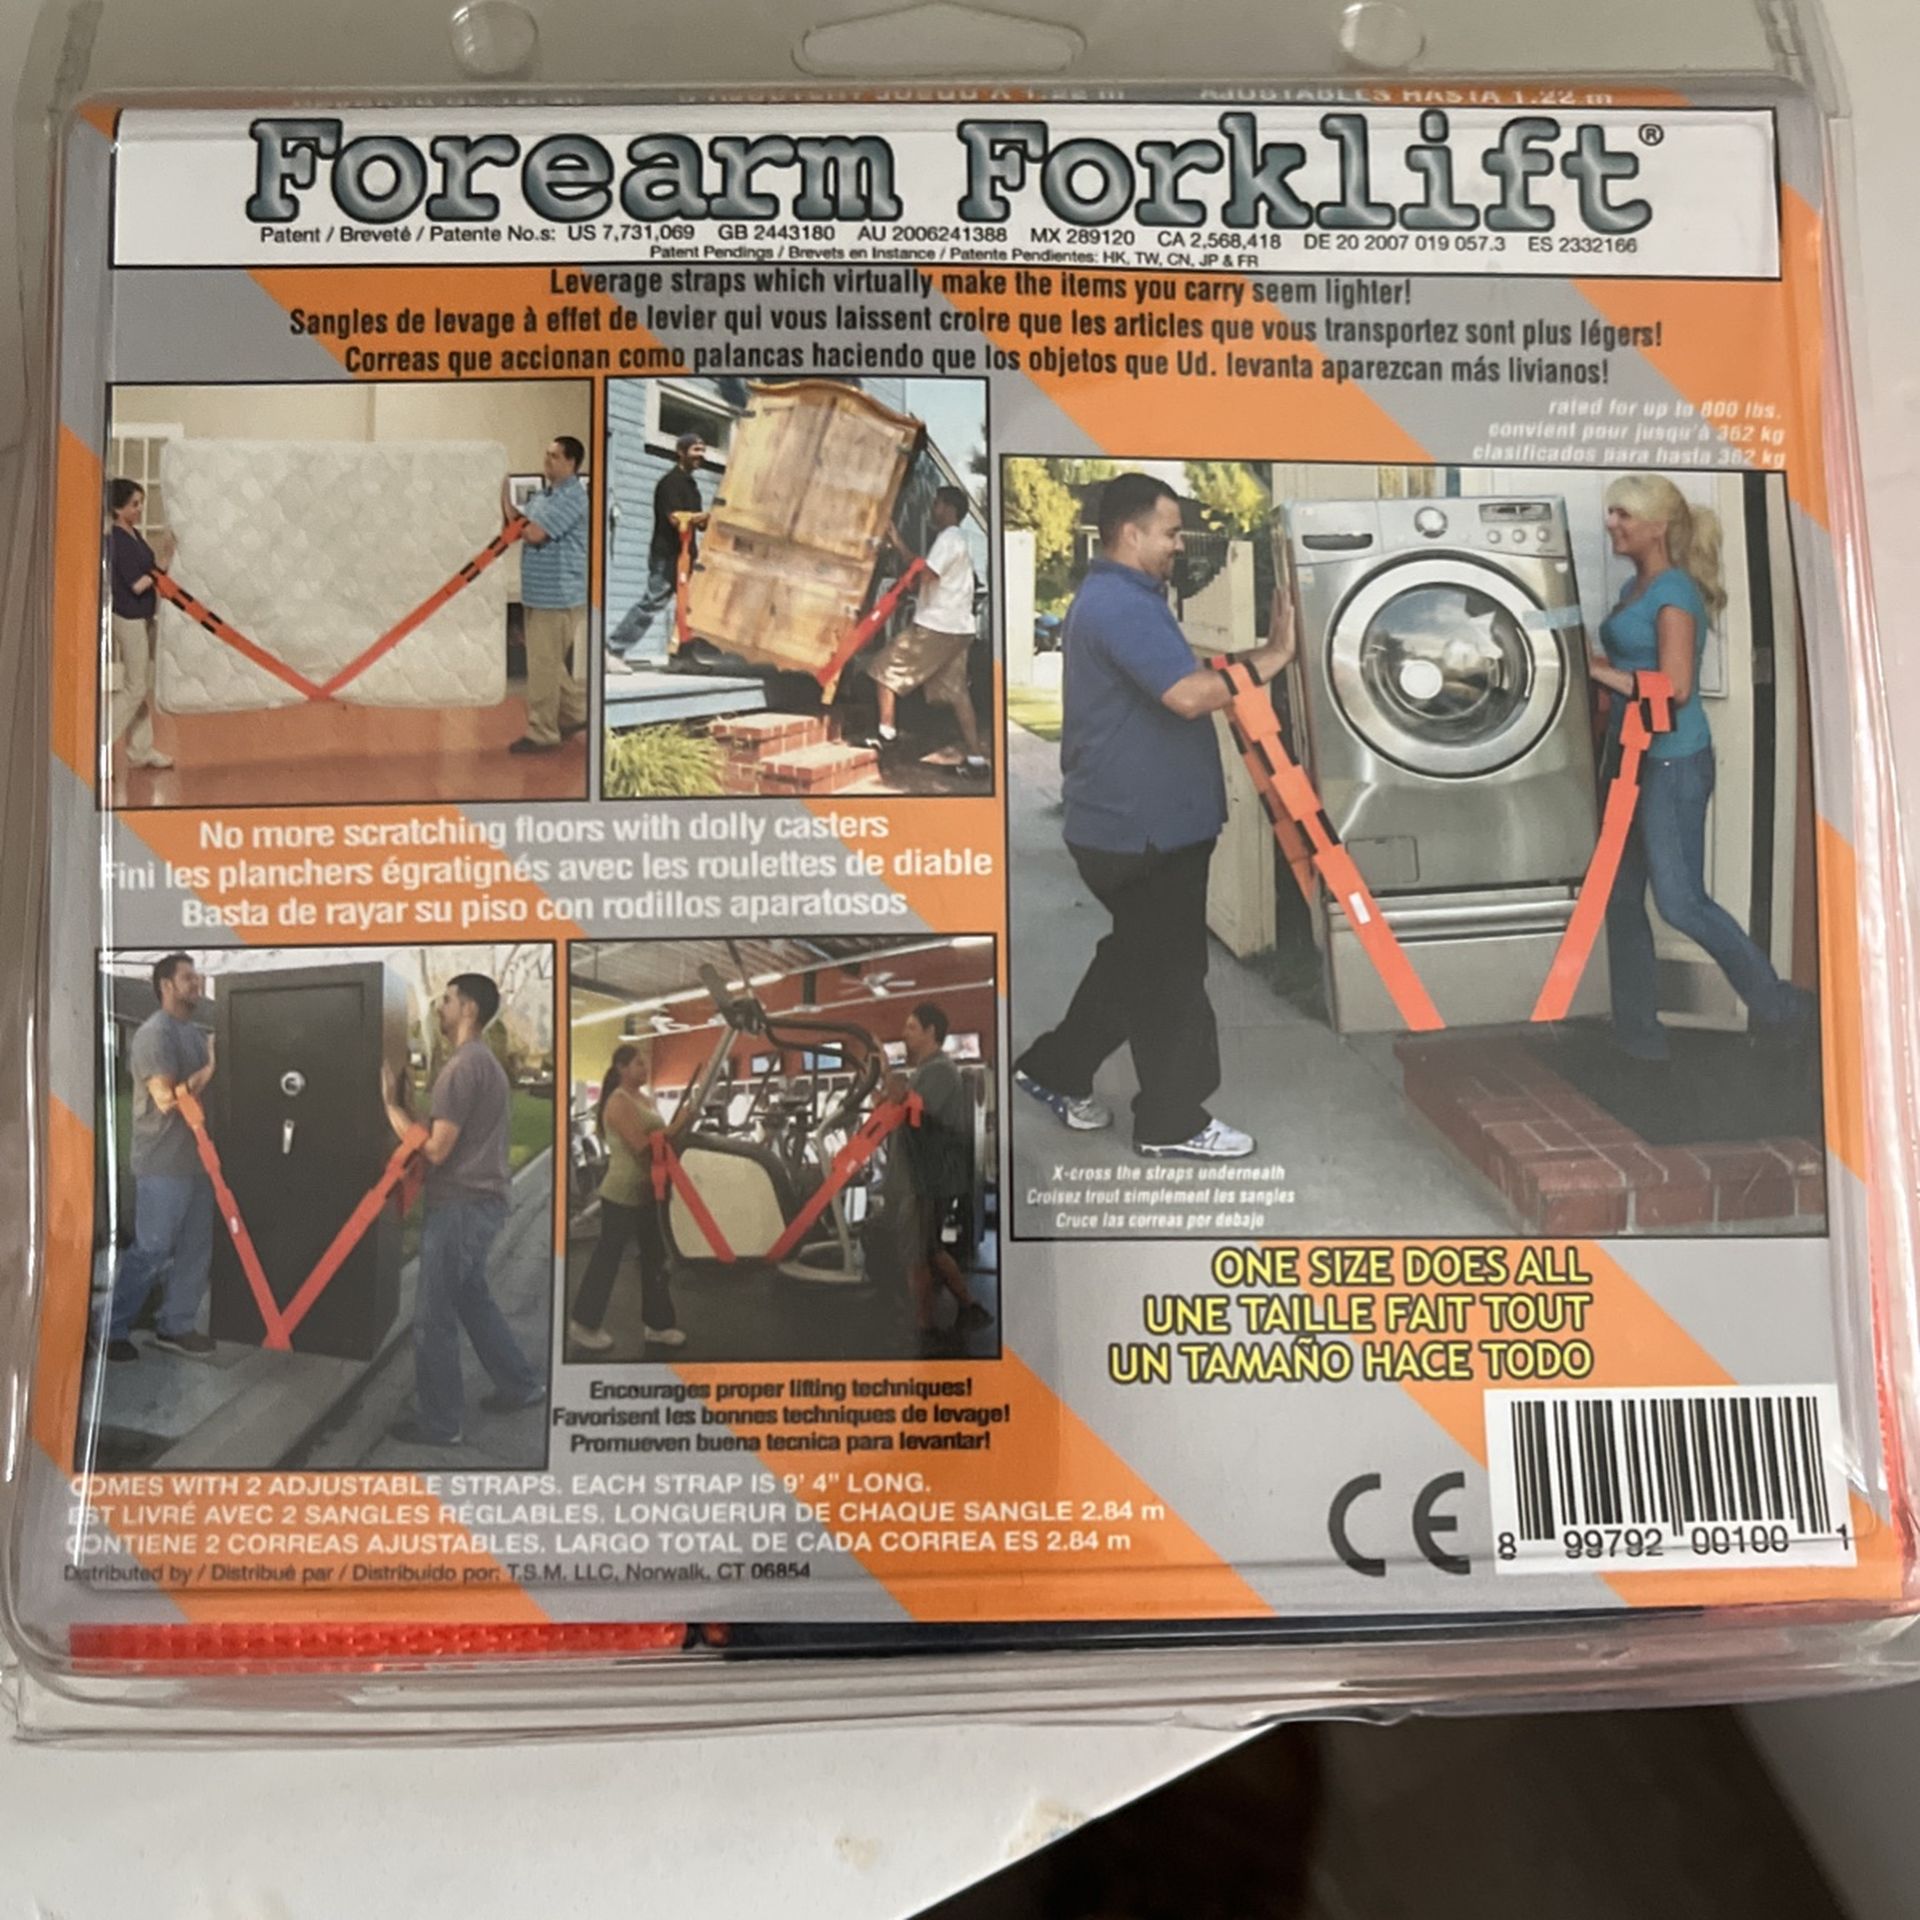 AJUSTABLES HASTA 1.22 m
Forearm Forklift®
Patent / Breveté / Patente No.s: US 7,731,069 GB 2443180 AU 2006241388 MX 289120 CA 2,568,418 DE 20 2007 019 057.3 ES 2332166
Patent Pendings / Brevets en Instance / Patente Pendientes: HK, TW, CN, JP & FR
Leverage straps which virtually make the items you carry seem lighter!
Sangles de levage à effet de levier qui vous laissent croire que les articles que vous transportez sont plus légers!
Correas que accionan como palancas haciendo que los objetos que Ud. levanta aparezcan más livianos!
rated for up to 800 lbs.
convient pour jusqu'à 362 kg
clasificados para hasta 362 kg
No more scratching floors with dolly casters
Fini les planchers égratignés avec les roulettes de diable
Basta de rayar su piso con rodillos aparatosos
X-cross the straps underneath
Croisez trout simplement les sangles
Cruce las correas por debajo
ONE SIZE DOES ALL
UNE TAILLE FAIT TOUT
UN TAMAÑO HACE TODO
Encourages proper lifting techniques!
Favorisent les bonnes techniques de levage!
Promueven buena tecnica para levantar!
COMES WITH 2 ADJUSTABLE STRAPS. EACH STRAP IS 9' 4" LONG.
EST LIVRÉ AVEC 2 SANGLES RÉGLABLES. LONGUERUR DE CHAQUE SANGLE 2.84 m
CONTIENE 2 CORREAS AJUSTABLES. LARGO TOTAL DE CADA CORREA ES 2.84 m
Distributed by / Distribué par / Distribuido por: T.S.M. LLC, Norwalk, CT 06854
CE
8 99792 00100 1